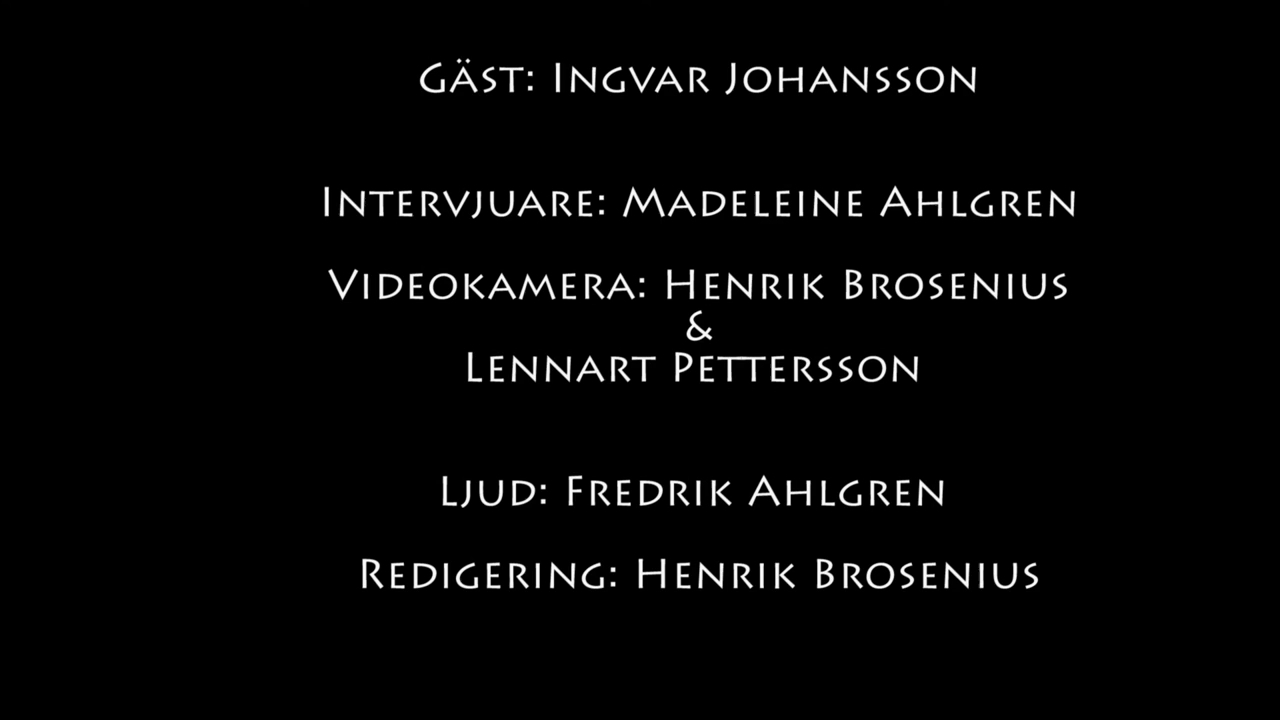 Gäst: Ingvar Johansson
Intervjuare: Madeleine Ahlgren
Videokamera: Henrik Brosenius
&
Lennart Pettersson
Ljud: Fredrik Ahlgren
Redigering: Henrik Brosenius